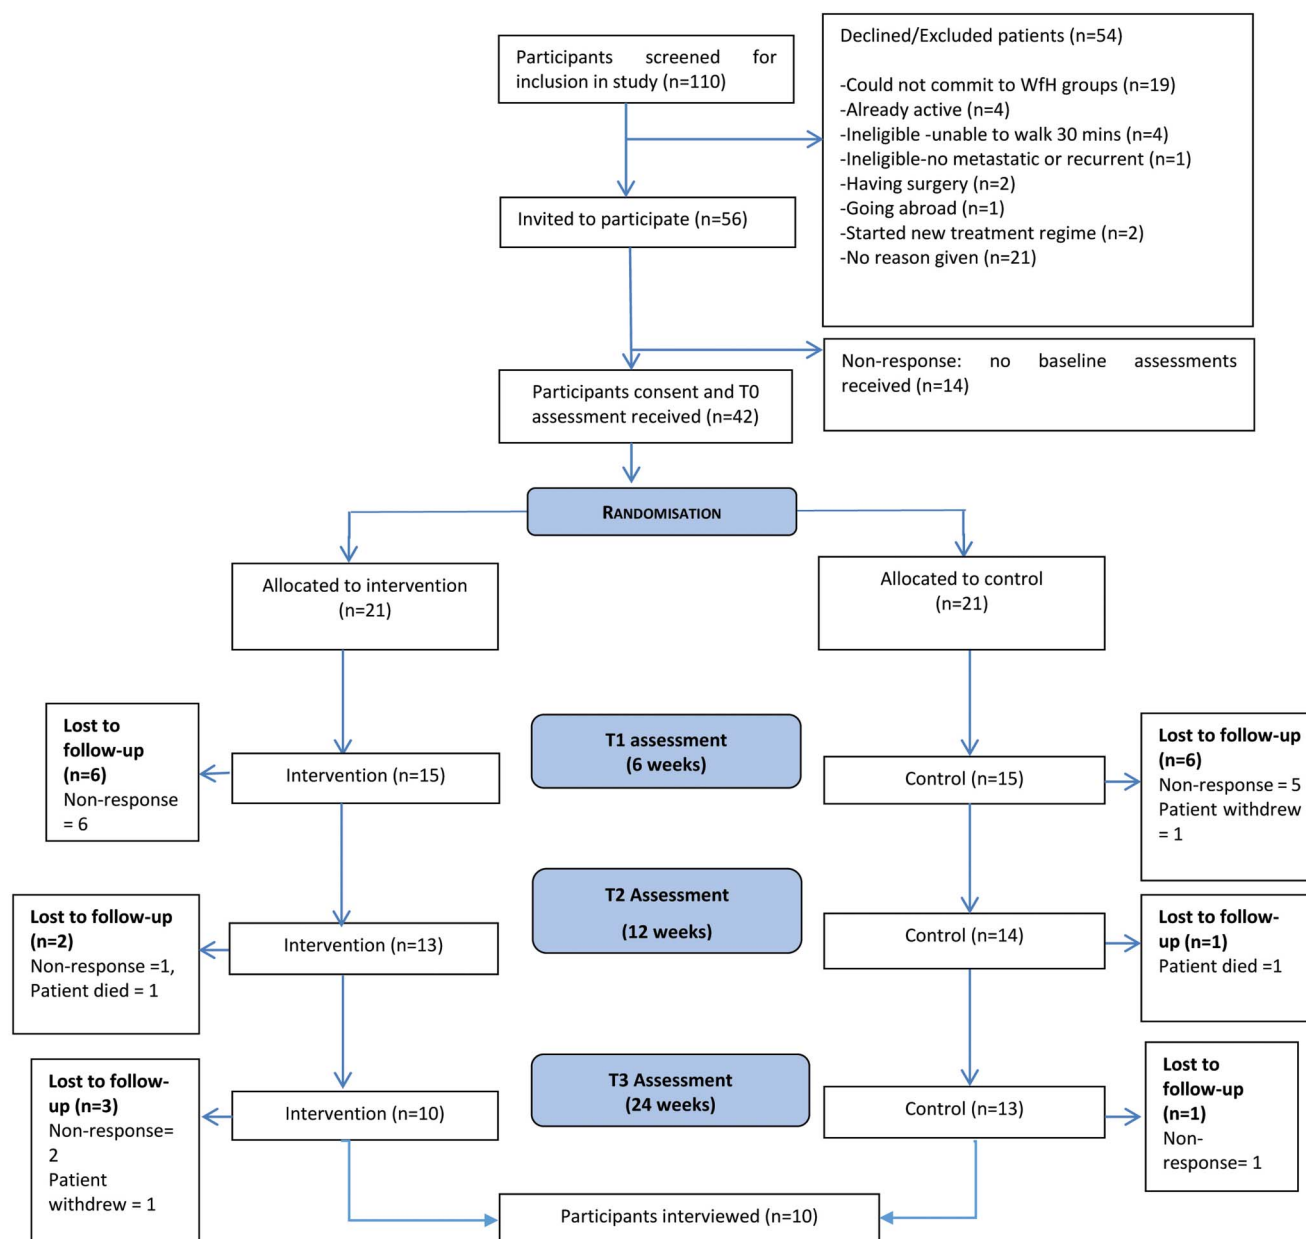 Participants screened for
inclusion in study (n=110)
Declined/Excluded patients (n=54)
-Could not commit to WfH groups (n=19)
-Already active (n=4)
-Ineligible -unable to walk 30 mins (n=4)
-Ineligible-no metastatic or recurrent (n=1)
-Having surgery (n=2)
-Going abroad (n=1)
-Started new treatment regime (n=2)
-No reason given (n=21)
Invited to participate (n=56)
Non-response: no baseline assessments
received (n=14)
Participants consent and T0
assessment received (n=42)
RANDOMISATION
Allocated to intervention
(n=21)
Allocated to control
(n=21)
Lost to
follow-up
(n=6)
Non-response
= 6
Intervention (n=15)
T1 assessment
(6 weeks)
Control (n=15)
Lost to follow-up
(n=6)
Non-response = 5
Patient withdrew
= 1
Lost to follow-up
(n=2)
Non-response =1,
Patient died = 1
Intervention (n=13)
T2 Assessment
(12 weeks)
Control (n=14)
Lost to follow-
up (n=1)
Patient died =1
Lost to follow-
up (n=3)
Non-response=
2
Patient
withdrew = 1
Intervention (n=10)
T3 Assessment
(24 weeks)
Control (n=13)
Lost to
follow-up
(n=1)
Non-
response= 1
Participants interviewed (n=10)